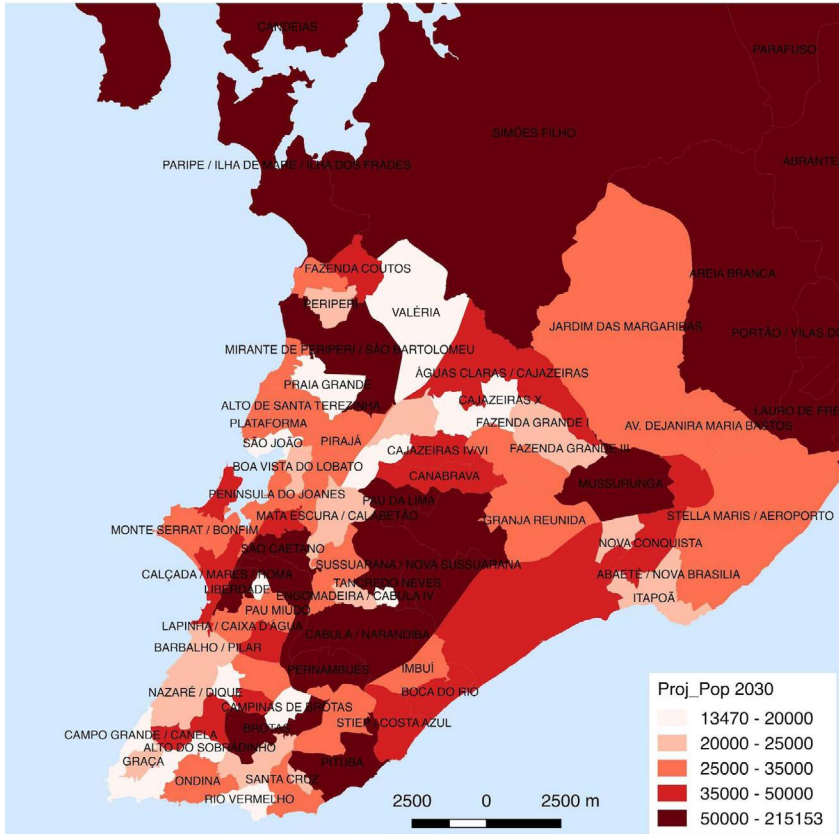 CANDEIAS
PARAFUSO
SIMÕES FILHO
PARIPE / ILHA DE MARÉ / ILHA DOS FRADES
ABRANTE
FAZENDA COUTOS
AREIA BRANCA
PERIPERI
VALÉRIA
JARDIM DAS MARGARIDAS
PORTÃO / VILAS DO
MIRANTE DE PERIPERI / SÃO BARTOLOMEU
ÁGUAS CLARAS / CAJAZEIRAS
PRAIA GRANDE
CAJAZEIRAS X
ALTO DE SANTA TEREZINHA
LAURO DE FRE
PLATAFORMA
FAZENDA GRANDE I
AV. DEJANIRA MARIA BASTOS
SÃO JOÃO
PIRAJÁ
CAJAZEIRAS IV/VI
FAZENDA GRANDE III
BOA VISTA DO LOBATO
CANABRAVA
MUSSURUNGA
PENINSULA DO JOANES
PAU DA LIMA
MATA ESCURA / CALABETÃO
GRANJA REUNIDA
STELLA MARIS / AEROPORTO
MONTE SERRAT / BONFIM
SÃO CAETANO
NOVA CONQUISTA
SUSSUARANA / NOVA SUSSUARANA
CALÇADA / MARES / ROMA
ABAETÉ / NOVA BRASILIA
TANCREDO NEVES
LIBERDADE
ENGOMADEIRA / CABULA IV
ITAPOÃ
PAU MIUDO
LAPINHA / CAIXA D'ÁGUA
CABULA / NARANDIBA
BARBALHO / PILAR
PERNAMBUÉS
IMBUÍ
NAZARÉ / DIQUE
BOCA DO RIO
CAMPINAS DE BROTAS
STIEP / COSTA AZUL
BROTAS
CAMPO GRANDE / CANELA
ALTO DO SOBRADINHO
GRAÇA
PITUBA
ONDINA
SANTA CRUZ
RIO VERMELHO
Proj_Pop 2030
13470 - 20000
20000 - 25000
25000 - 35000
35000 - 50000
50000 - 215153
2500 0 2500 m